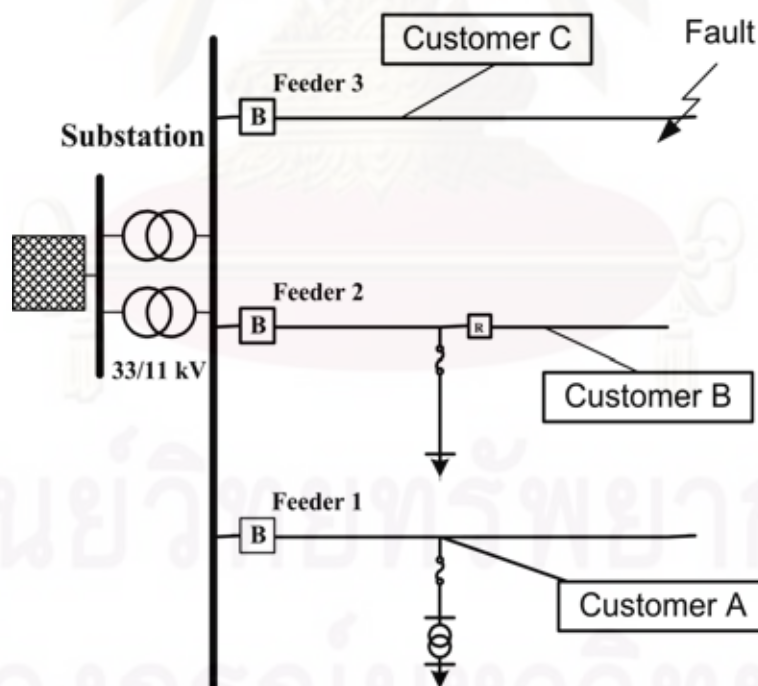 Customer C
Fault
Feeder 3
B
Substation
Feeder 2
B
R
33/11 kV
Customer B
Feeder 1
B
Customer A